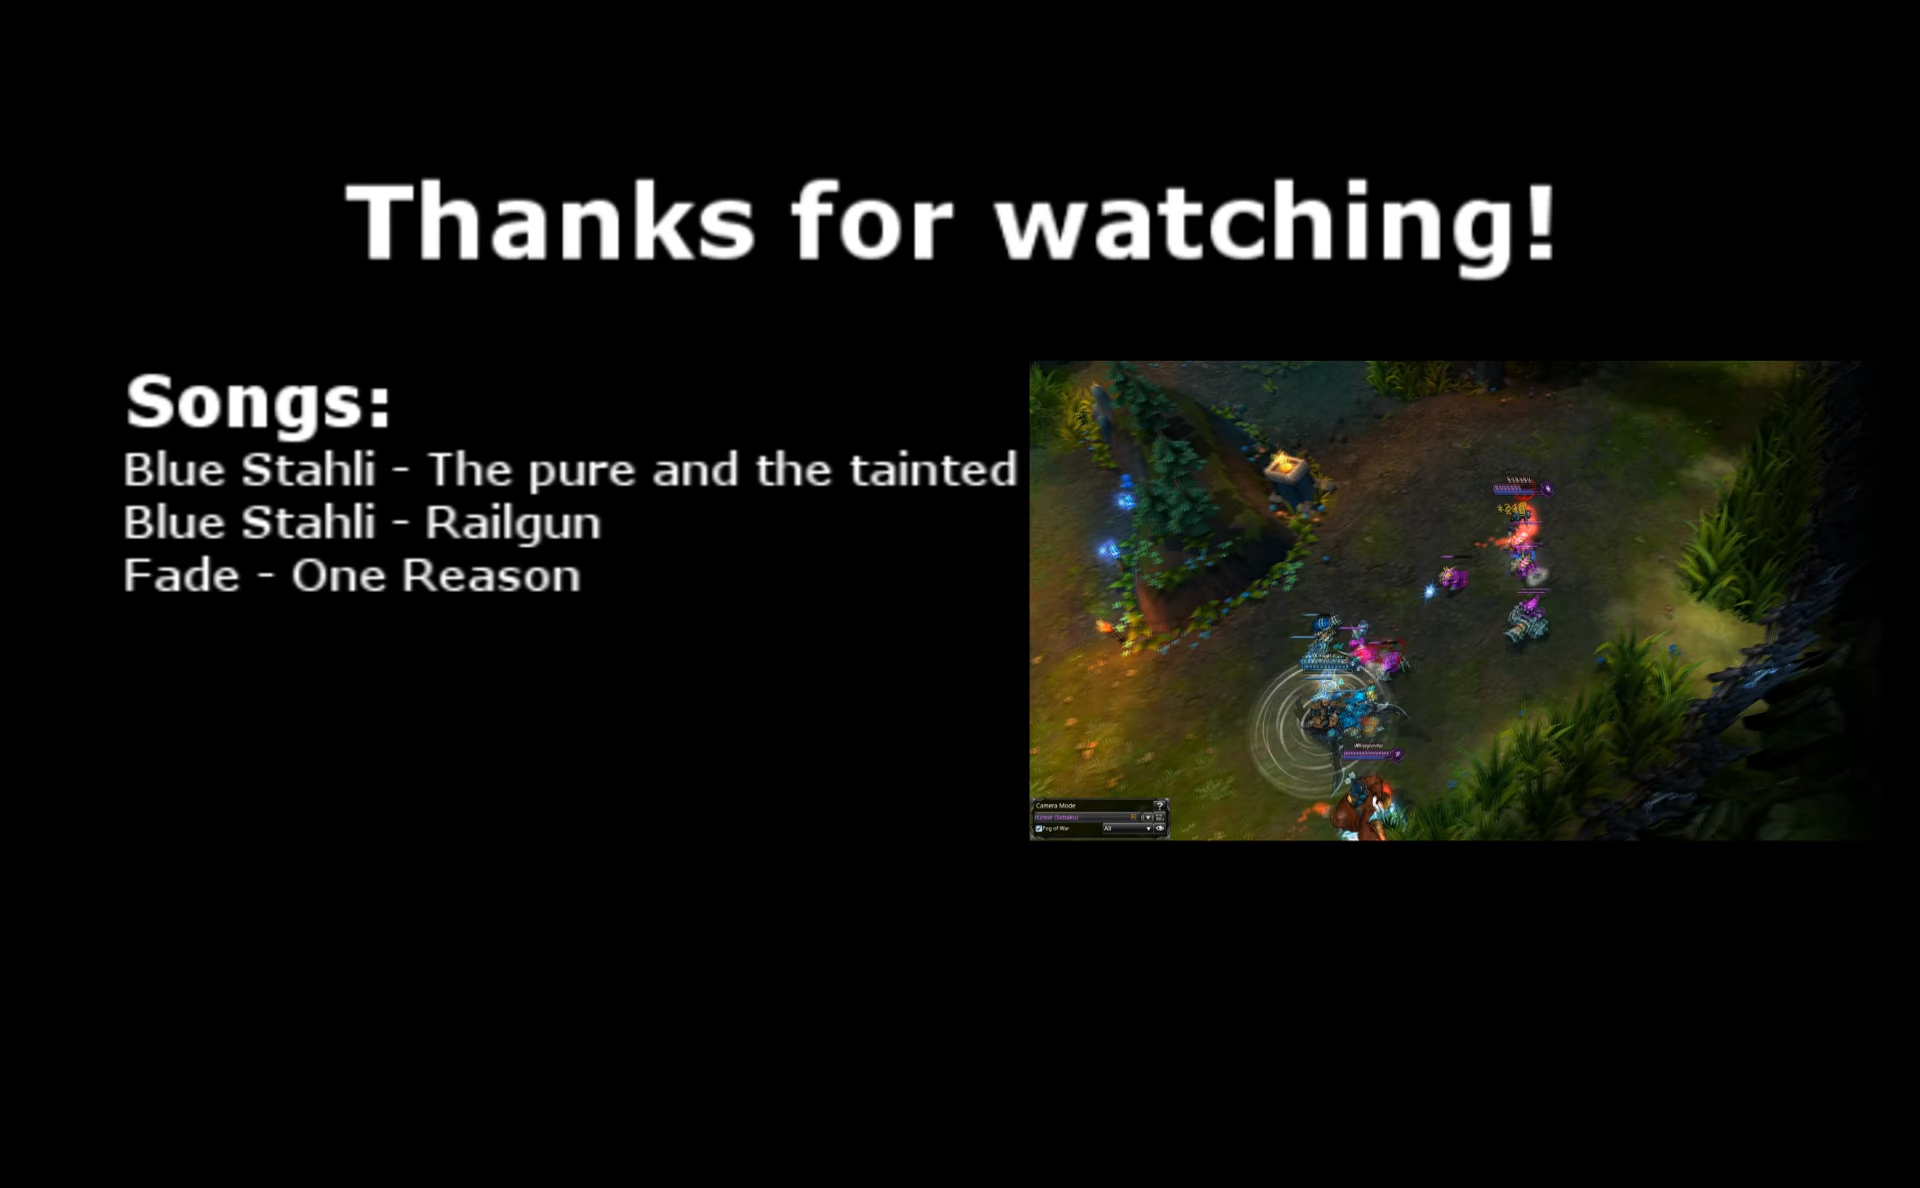 Thanks for watching!
Songs:
Blue Stahli - The pure and the tainted
Blue Stahli - Railgun
Fade - One Reason
+240
Camera Mode
?
Fog of War
All